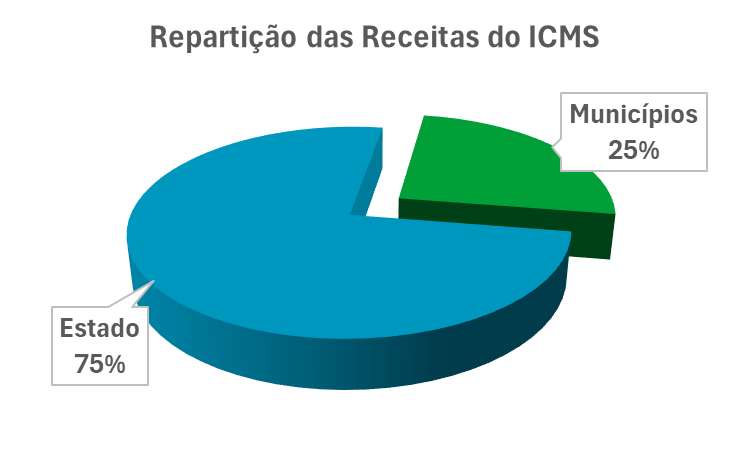 Repartição das Receitas do ICMS
Municípios
25%
Estado
75%